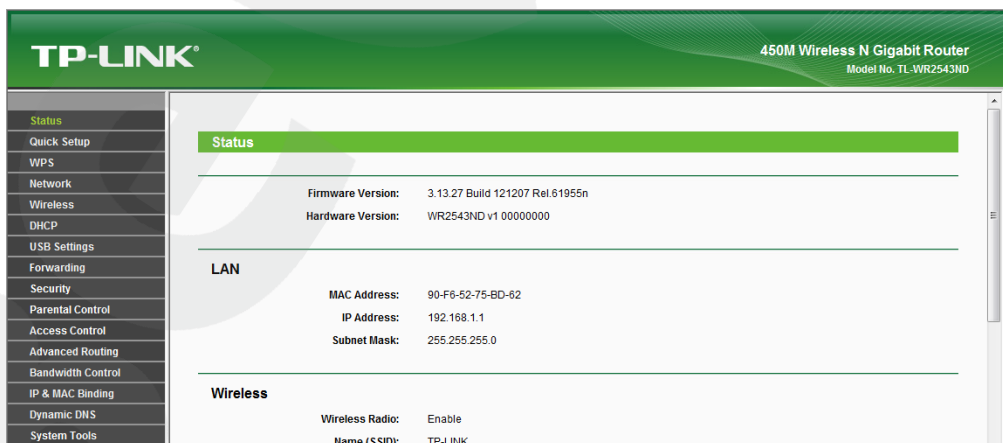 TP-LINK®
450M Wireless N Gigabit Router
Model No. TL-WR2543ND
Status
Quick Setup
WPS
Network
Wireless
DHCP
USB Settings
Forwarding
Security
Parental Control
Access Control
Advanced Routing
Bandwidth Control
IP & MAC Binding
Dynamic DNS
System Tools
Status
Firmware Version: 3.13.27 Build 121207 Rel.61955n
Hardware Version: WR2543ND v1 00000000
LAN
MAC Address: 90-F6-52-75-BD-62
IP Address: 192.168.1.1
Subnet Mask: 255.255.255.0
Wireless
Wireless Radio: Enable
Name (SSID): TP-LINK